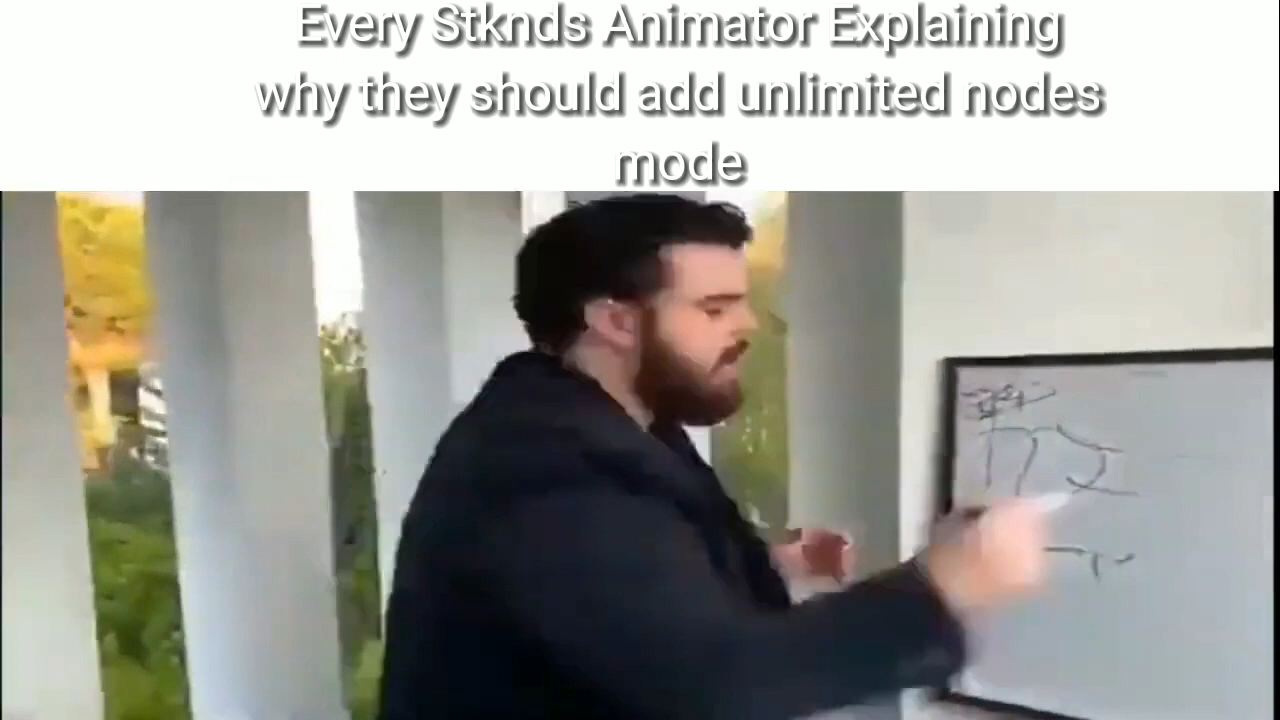 Every Stknds Animator Explaining
why they should add unlimited nodes
mode